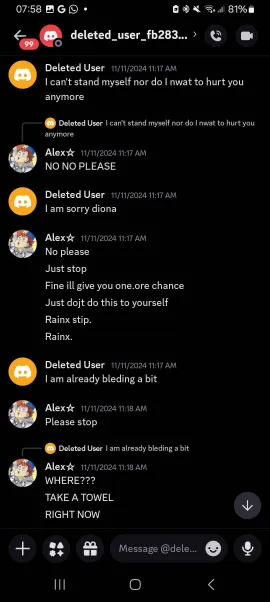 07:58 81%
99
deleted_user_fb283...
Deleted User 11/11/2024 11:17 AM
I can't stand myself nor do I nwat to hurt you
anymore
Deleted User I can't stand myself nor do I nwat to hurt you
anymore
Alex☆ 11/11/2024 11:17 AM
NO NO PLEASE
Deleted User 11/11/2024 11:17 AM
I am sorry diona
Alex☆ 11/11/2024 11:17 AM
No please
Just stop
Fine ill give you one.ore chance
Just dojt do this to yourself
Rainx stip.
Rainx.
Deleted User 11/11/2024 11:17 AM
I am already bleding a bit
Alex☆ 11/11/2024 11:18 AM
Please stop
Deleted User I am already bleding a bit
Alex☆ 11/11/2024 11:18 AM
WHERE???
TAKE A TOWEL
RIGHT NOW
Message @dele...